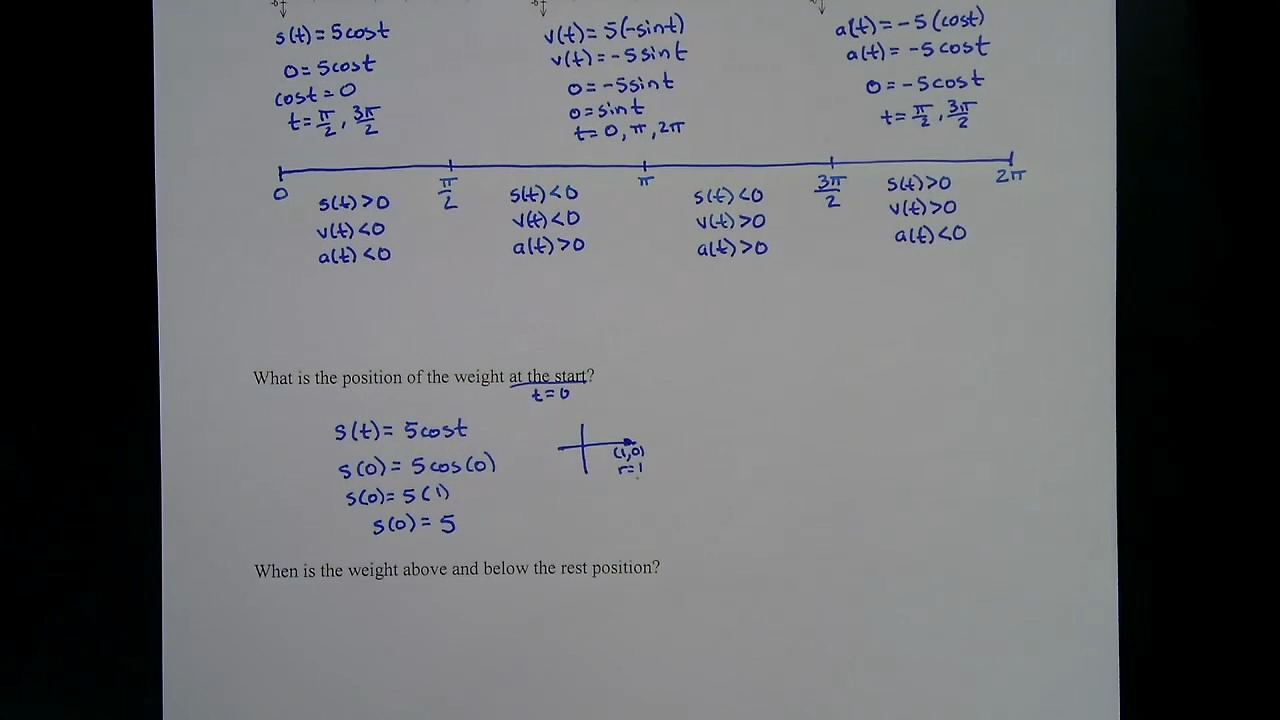 s(t) = 5cost
0 = 5cost
cost = 0
t = π/2, 3π/2
v(t) = 5(-sint)
v(t) = -5sint
0 = -5sint
0 = sint
t = 0, π, 2π
a(t) = -5(cost)
a(t) = -5cost
0 = -5cost
t = π/2, 3π/2
0 π/2 π 3π/2 2π
s(t) > 0
v(t) < 0
a(t) < 0
s(t) < 0
v(t) < 0
a(t) > 0
s(t) < 0
v(t) > 0
a(t) > 0
s(t) > 0
v(t) > 0
a(t) < 0
What is the position of the weight at the start?
t = 0
s(t) = 5cost
s(0) = 5cos(0)
s(0) = 5(1)
s(0) = 5
(1,0)
r=1
When is the weight above and below the rest position?